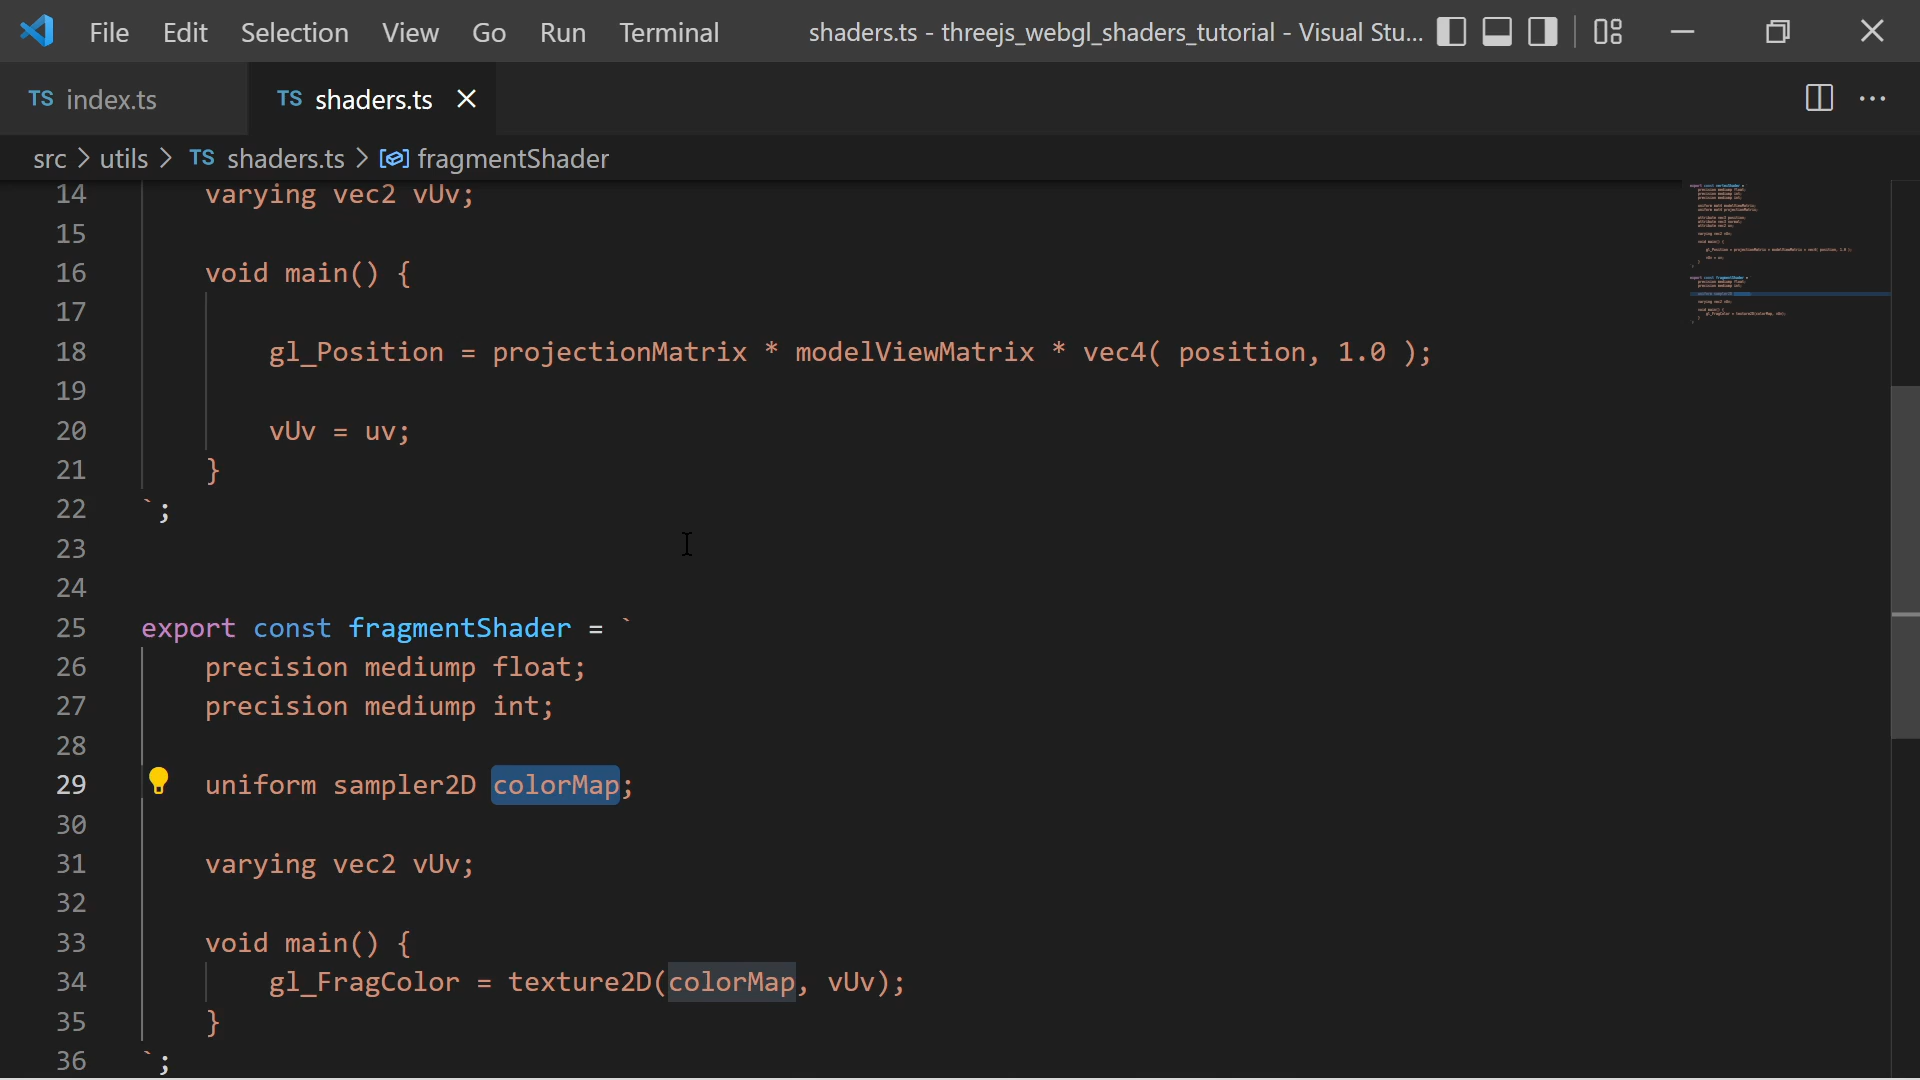 File Edit Selection View Go Run Terminal shaders.ts - threejs_webgl_shaders_tutorial - Visual Stu...
TS index.ts TS shaders.ts
src > utils > TS shaders.ts > fragmentShader
14 varying vec2 vUv;
15
16 void main() {
17
18 gl_Position = projectionMatrix * modelViewMatrix * vec4( position, 1.0 );
19
20 vUv = uv;
21 }
22 `;
23
24
25 export const fragmentShader = `
26 precision mediump float;
27 precision mediump int;
28
29 uniform sampler2D colorMap;
30
31 varying vec2 vUv;
32
33 void main() {
34 gl_FragColor = texture2D(colorMap, vUv);
35 }
36 `;